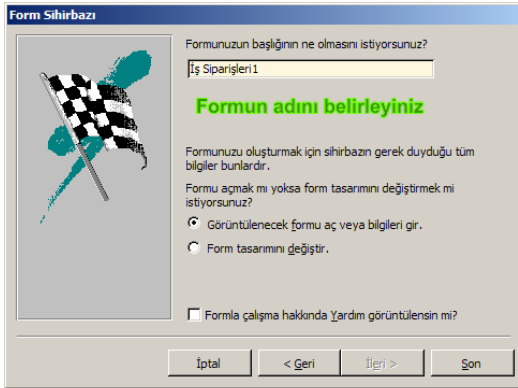 Form Sihirbazı
Formunuzun başlığının ne olmasını istiyorsunuz?
İş Siparişleri1
Formun adını belirleyiniz
Formunuzu oluşturmak için sihirbazın gerek duyduğu tüm
bilgiler bunlardır.
Formu açmak mı yoksa form tasarımını değiştirmek mi
istiyorsunuz?
Görüntülenecek formu aç veya bilgileri gir.
Form tasarımını değiştir.
Formla çalışma hakkında Yardım görüntülensin mi?
İptal
< Geri
İleri >
Son